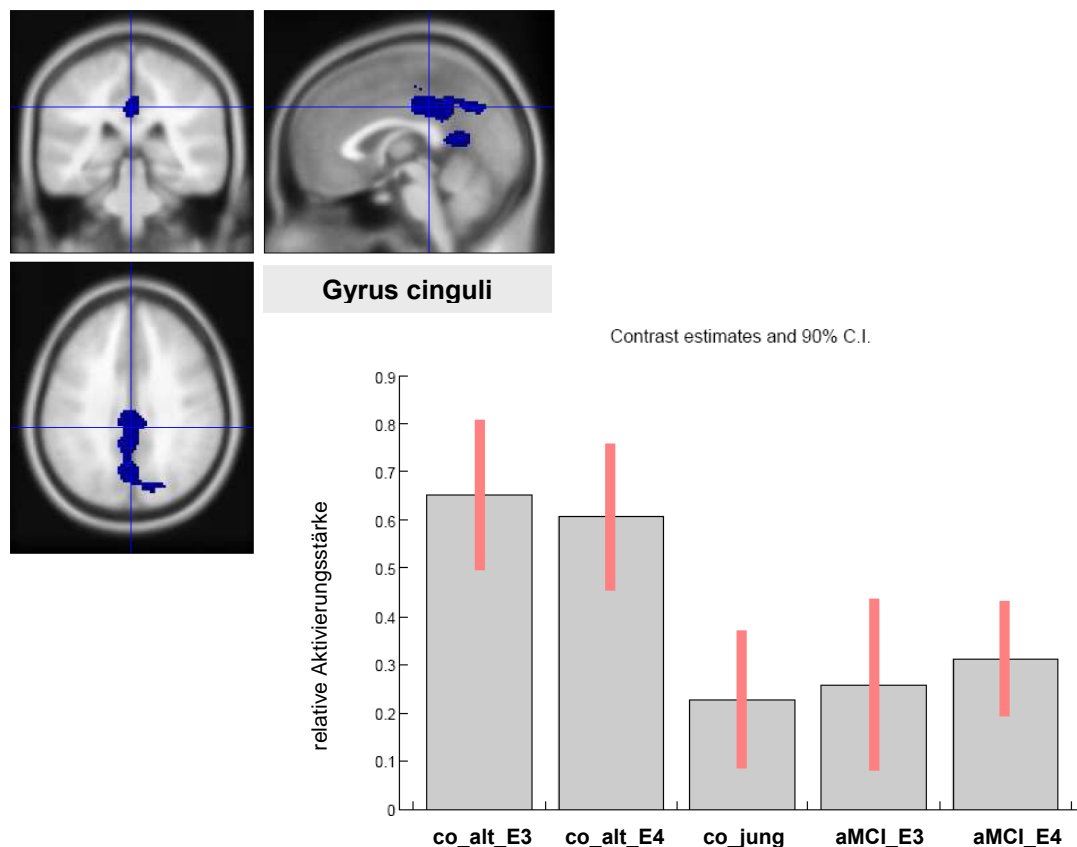 Gyrus cinguli
Contrast estimates and 90% C.I.
relative Aktivierungsstärke
0.9
0.8
0.7
0.6
0.5
0.4
0.3
0.2
0.1
0
co_alt_E3 co_alt_E4 co_jung aMCI_E3 aMCI_E4